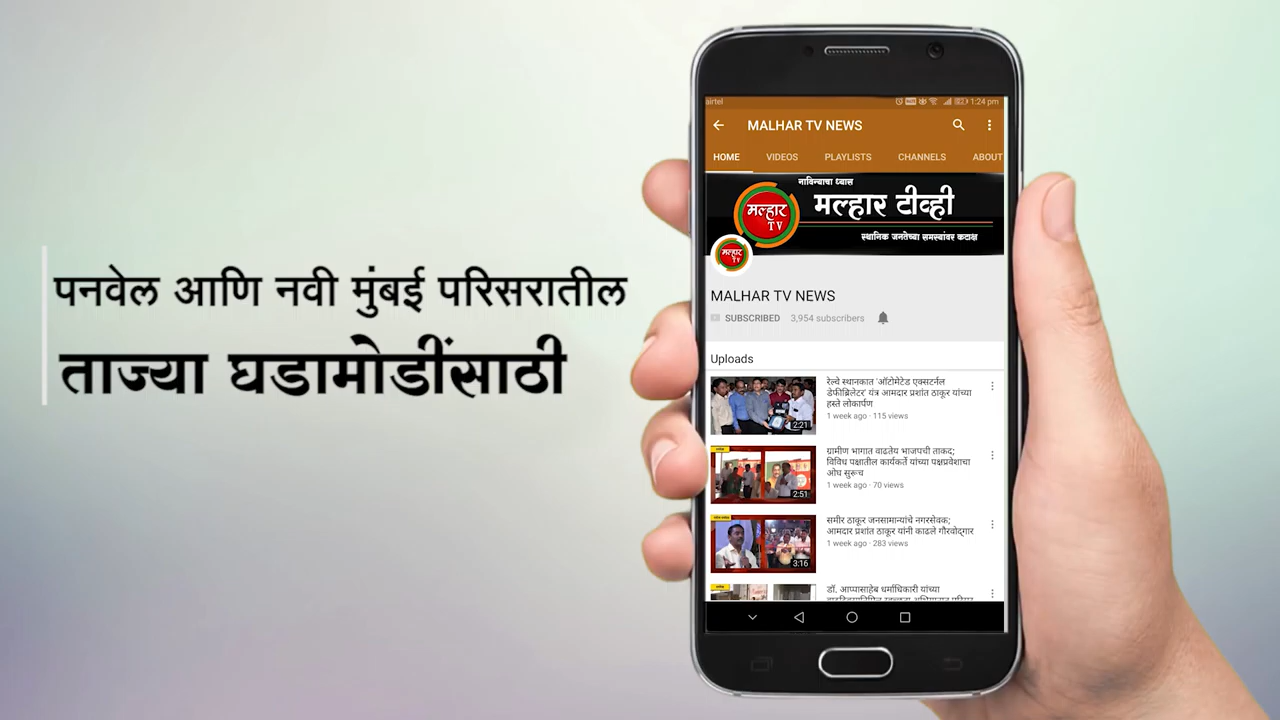 पनवेल आणि नवी मुंबई परिसरातील
ताज्या घडामोडींसाठी
airtel
1:24 pm
MALHAR TV NEWS
HOME VIDEOS PLAYLISTS CHANNELS ABOUT
नाविन्याचा ध्यास
मल्हार टीव्ही
मल्हार
TV
स्थानिक जनतेच्या समस्यांवर कटाक्ष
मल्हार
TV
MALHAR TV NEWS
SUBSCRIBED 3,954 subscribers
Uploads
रेल्वे स्थानकात 'ऑटोमेटेड एक्सटर्नल
डेफीब्रिलेटर' यंत्र आमदार प्रशांत ठाकूर यांच्या
हस्ते लोकार्पण
1 week ago · 115 views
2:21
ग्रामीण भागात वाढतेय भाजपची ताकद;
विविध पक्षातील कार्यकर्ते यांच्या पक्षप्रवेशाचा
ओघ सुरूच
1 week ago · 70 views
2:51
समीर ठाकूर जनसामान्यांचे नगरसेवक;
आमदार प्रशांत ठाकूर यांनी काढले गौरवोद्‌गार
1 week ago · 283 views
3:16
डॉ. आप्पासाहेब धर्माधिकारी यांच्या